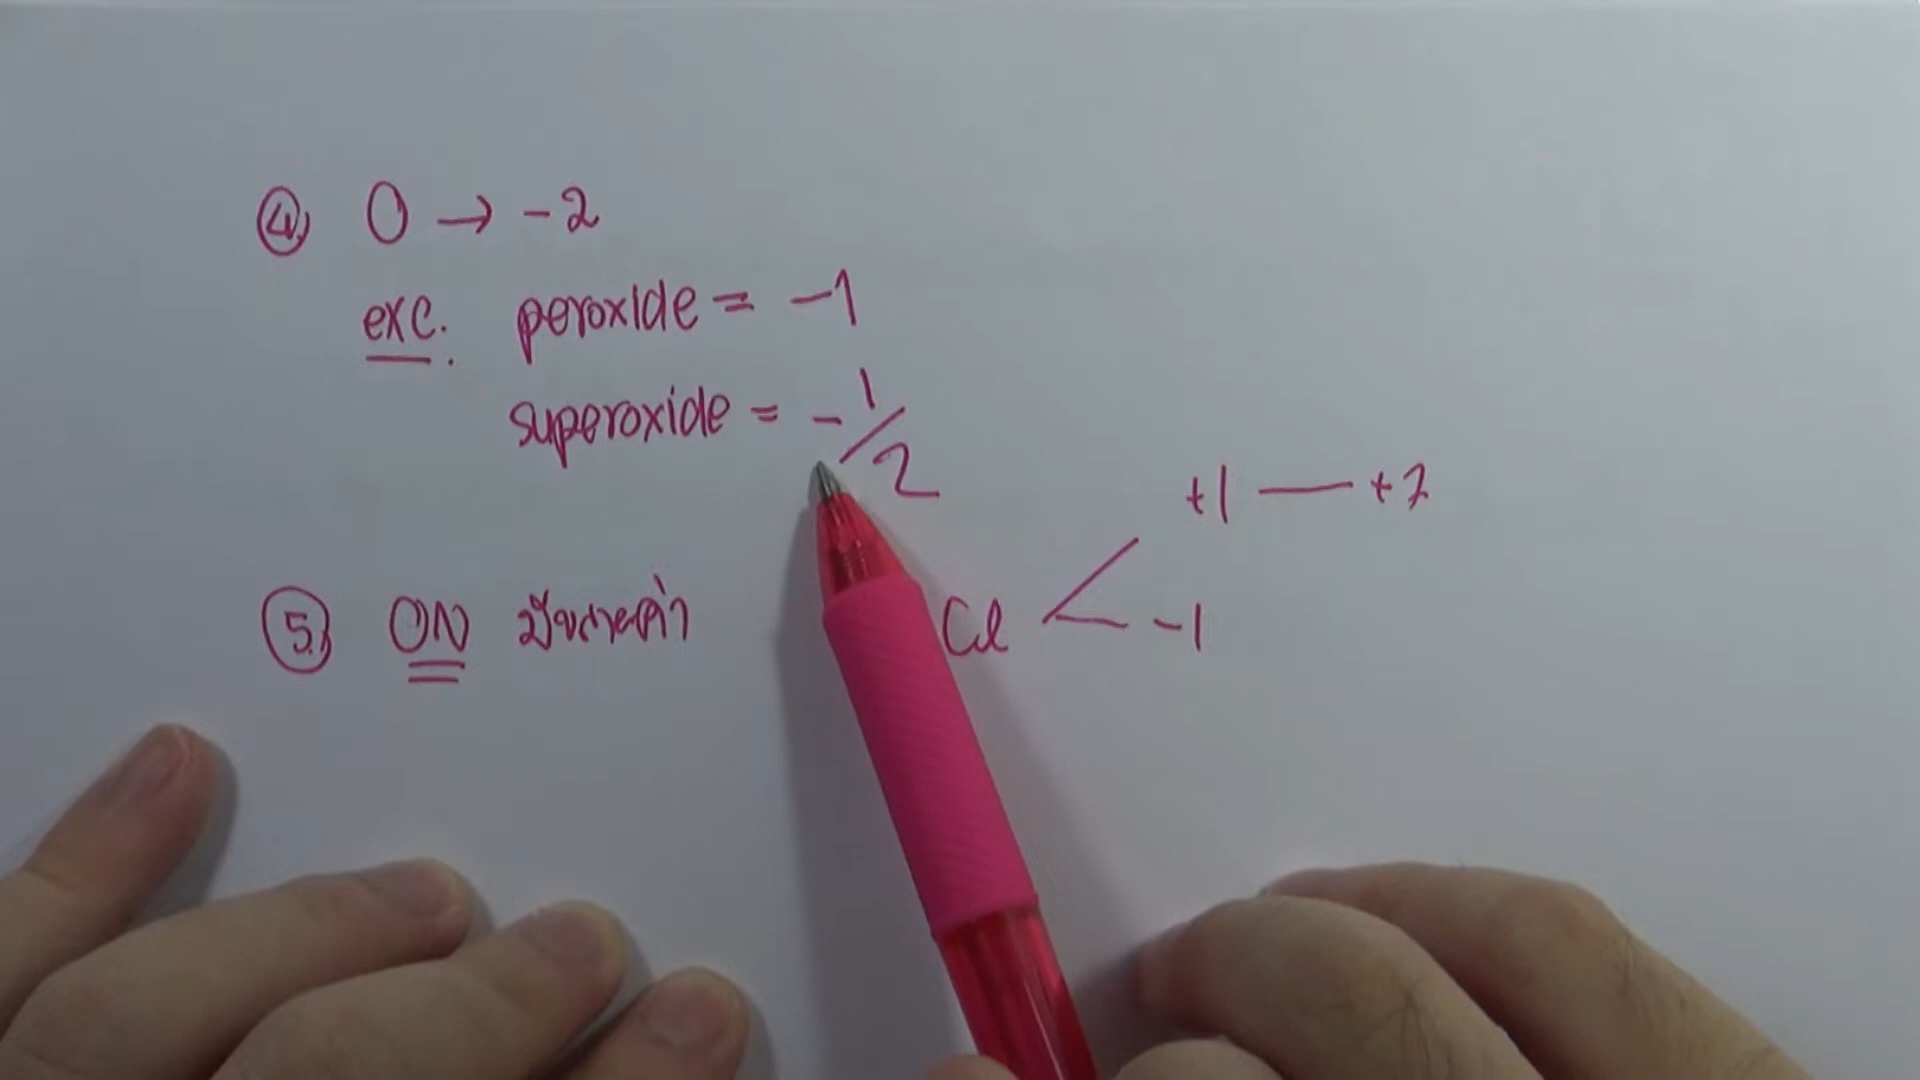 4. O → -2
exc. peroxide = -1
superoxide = -1/2
+1 — +7
5. ON มีหลายค่า Cl < -1